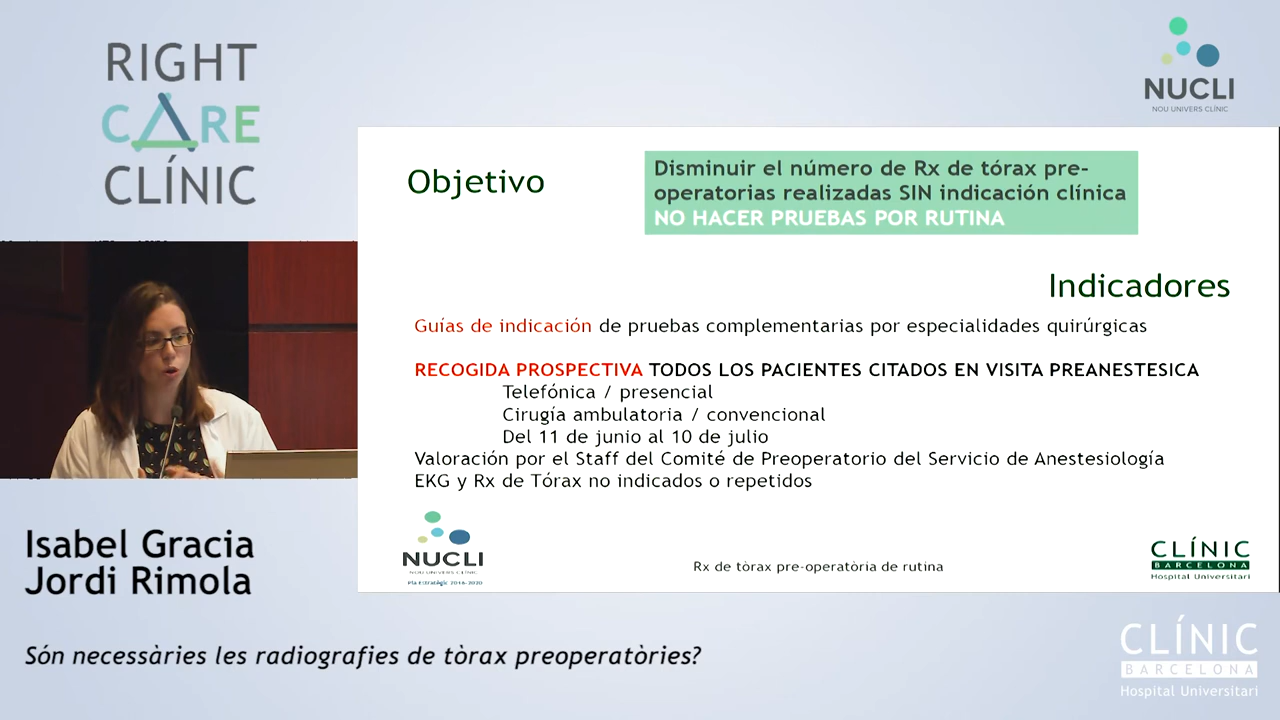 RIGHT
CARE
CLÍNIC
NUCLI
NOU UNIVERS CLÍNIC
Objetivo
Disminuir el número de Rx de tórax pre-
operatorias realizadas SIN indicación clínica
NO HACER PRUEBAS POR RUTINA
Indicadores
Guías de indicación de pruebas complementarias por especialidades quirúrgicas
RECOGIDA PROSPECTIVA TODOS LOS PACIENTES CITADOS EN VISITA PREANESTESICA
Telefónica / presencial
Cirugía ambulatoria / convencional
Del 11 de junio al 10 de julio
Valoración por el Staff del Comité de Preoperatorio del Servicio de Anestesiología
EKG y Rx de Tórax no indicados o repetidos
NUCLI
NOU UNIVERS CLÍNIC
Pla Estratègic 2016-2020
Rx de tòrax pre-operatòria de rutina
CLÍNIC
BARCELONA
Hospital Universitari
Isabel Gracia
Jordi Rimola
Són necessàries les radiografies de tòrax preoperatòries?
CLÍNIC
BARCELONA
Hospital Universitari